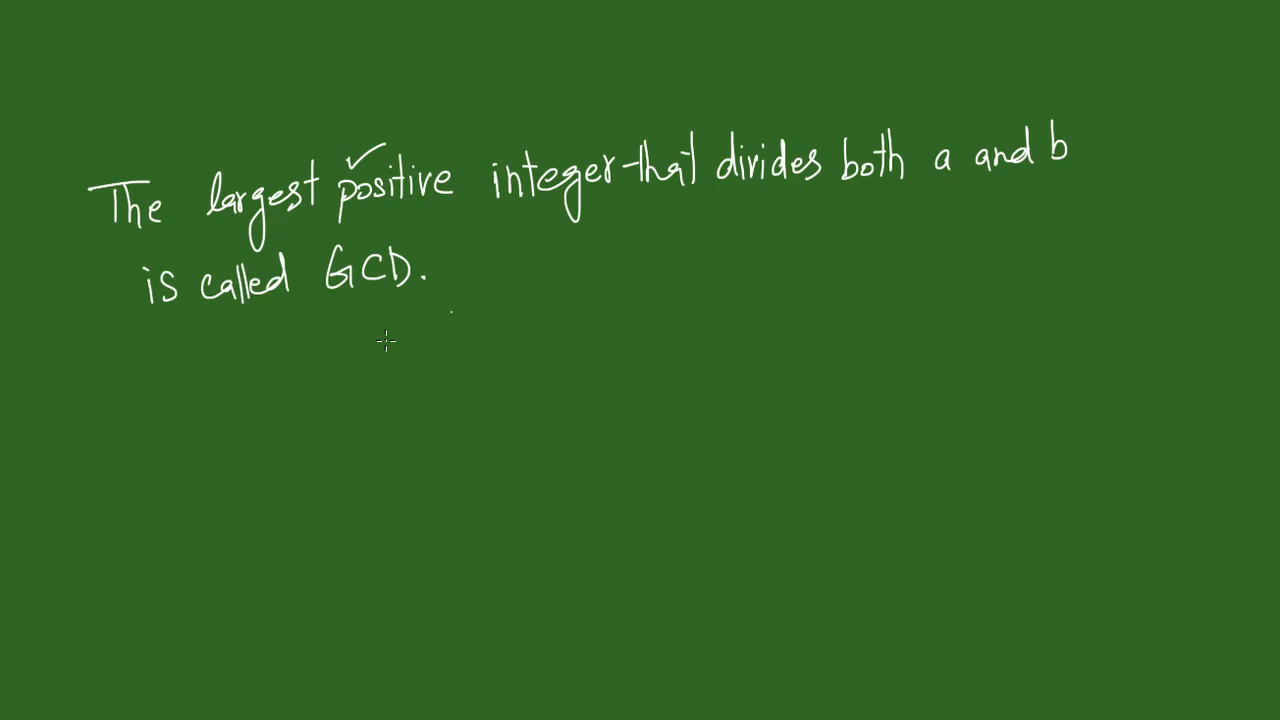 The largest positive integer that divides both a and b
is called GCD.